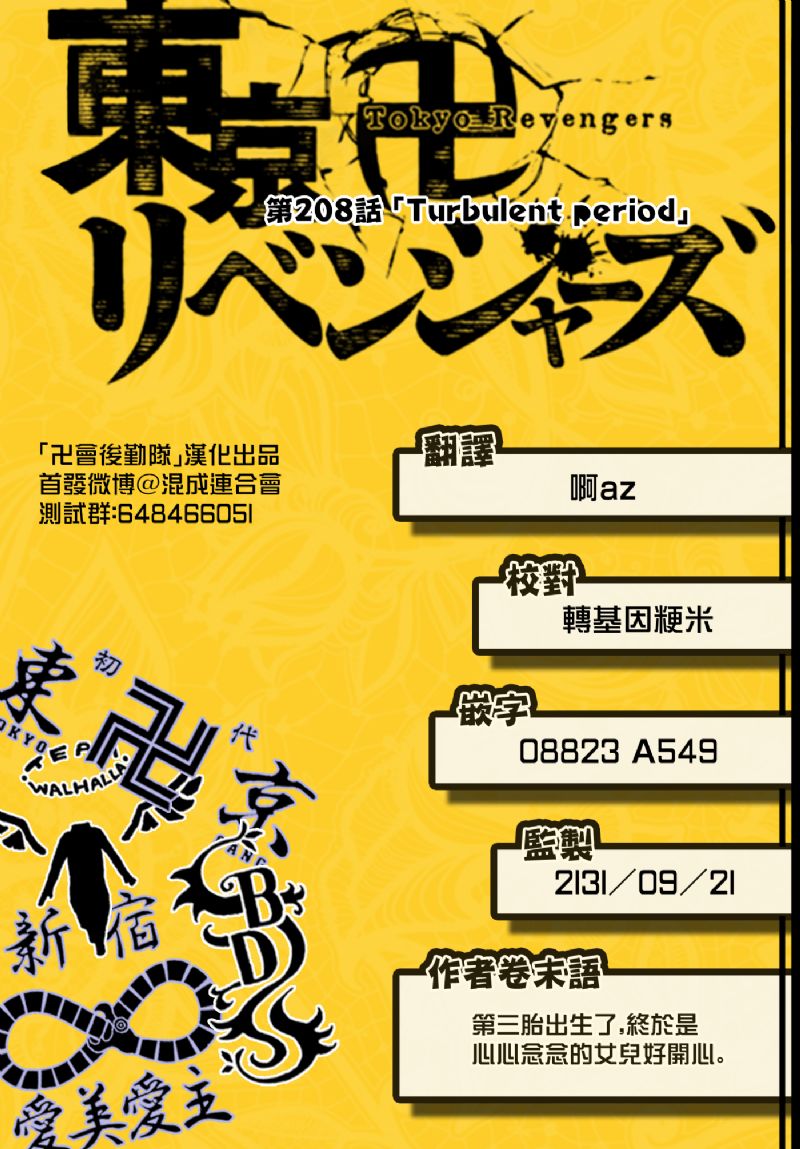 東京卍
Tokyo Revengers
第208話「Turbulent period」
リベンジャーズ
「卍會後勤隊」漢化出品
首發微博@混成連合會
測試群:648466051
翻譯
啊az
校對
轉基因粳米
嵌字
08823 A549
監製
2131/09/21
作者卷末語
第三胎出生了,終於是
心心念念的女兒好開心。
東
初
卍
代
京
TOKYO
WALHALLA
BD
S
新宿
愛美愛主